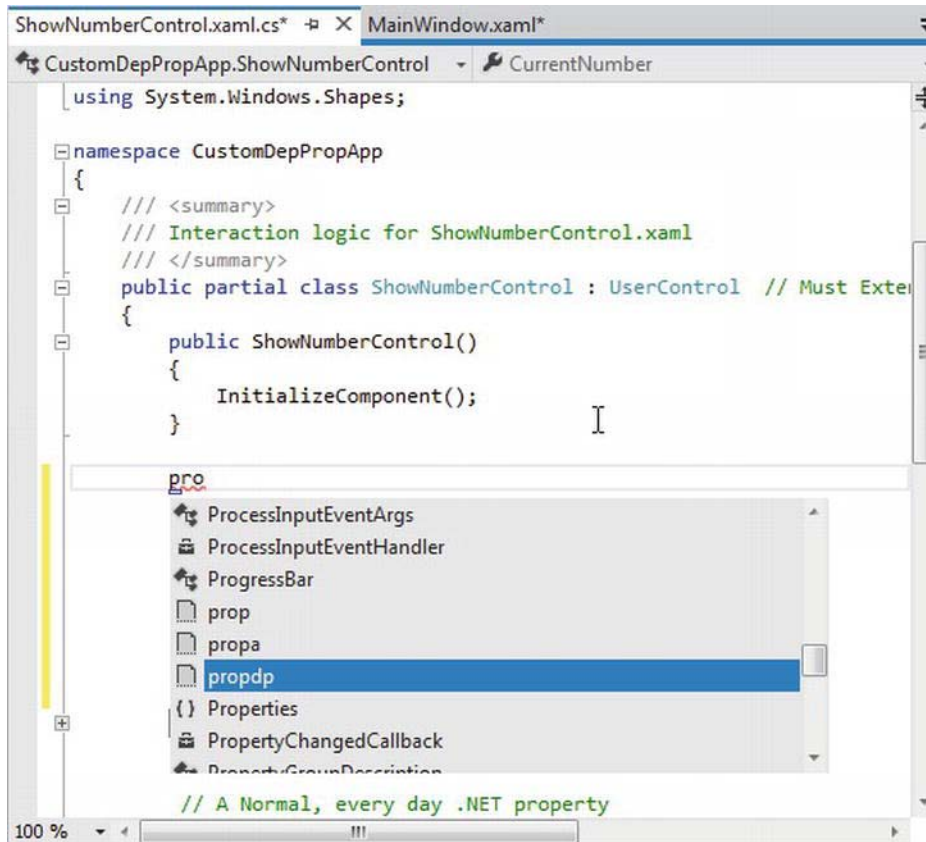 ShowNumberControl.xaml.cs* MainWindow.xaml*
CustomDepPropApp.ShowNumberControl CurrentNumber
using System.Windows.Shapes;
namespace CustomDepPropApp
{
/// <summary>
/// Interaction logic for ShowNumberControl.xaml
/// </summary>
public partial class ShowNumberControl : UserControl // Must Exte
{
public ShowNumberControl()
{
InitializeComponent();
}
pro
ProcessInputEventArgs
ProcessInputEventHandler
ProgressBar
prop
propa
propdp
{} Properties
PropertyChangedCallback
PropertyGroupDescription
// A Normal, every day .NET property
100 %